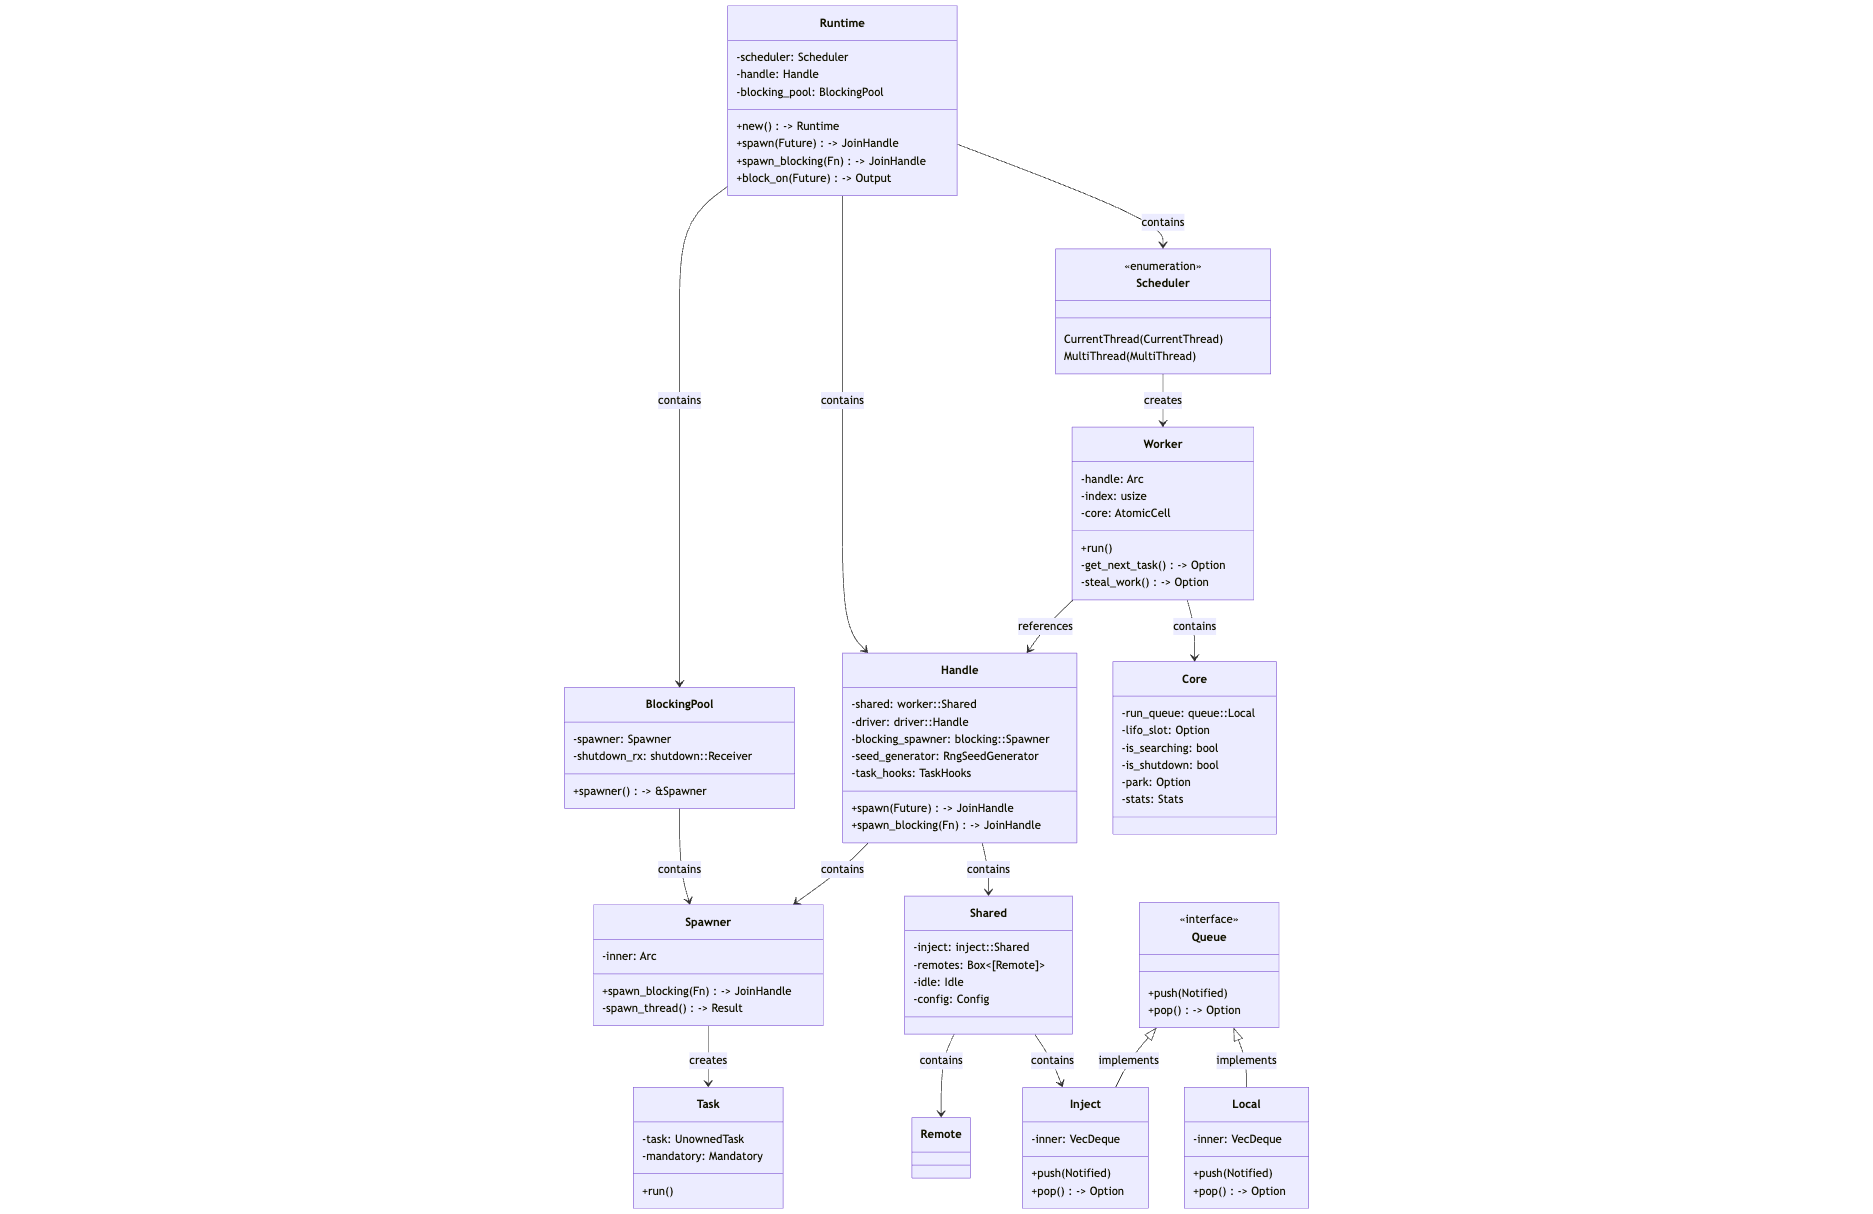 Runtime
-scheduler: Scheduler
-handle: Handle
-blocking_pool: BlockingPool
+new() : -> Runtime
+spawn(Future) : -> JoinHandle
+spawn_blocking(Fn) : -> JoinHandle
+block_on(Future) : -> Output
contains
«enumeration»
Scheduler
CurrentThread(CurrentThread)
MultiThread(MultiThread)
contains
contains
creates
Worker
-handle: Arc
-index: usize
-core: AtomicCell
+run()
-get_next_task() : -> Option
-steal_work() : -> Option
references
contains
BlockingPool
-spawner: Spawner
-shutdown_rx: shutdown::Receiver
+spawner() : -> &Spawner
Handle
-shared: worker::Shared
-driver: driver::Handle
-blocking_spawner: blocking::Spawner
-seed_generator: RngSeedGenerator
-task_hooks: TaskHooks
+spawn(Future) : -> JoinHandle
+spawn_blocking(Fn) : -> JoinHandle
Core
-run_queue: queue::Local
-lifo_slot: Option
-is_searching: bool
-is_shutdown: bool
-park: Option
-stats: Stats
contains
contains
contains
Spawner
-inner: Arc
+spawn_blocking(Fn) : -> JoinHandle
-spawn_thread() : -> Result
Shared
-inject: inject::Shared
-remotes: Box<[Remote]>
-idle: Idle
-config: Config
«interface»
Queue
+push(Notified)
+pop() : -> Option
creates
contains
contains
implements
implements
Task
-task: UnownedTask
-mandatory: Mandatory
+run()
Remote
Inject
-inner: VecDeque
+push(Notified)
+pop() : -> Option
Local
-inner: VecDeque
+push(Notified)
+pop() : -> Option